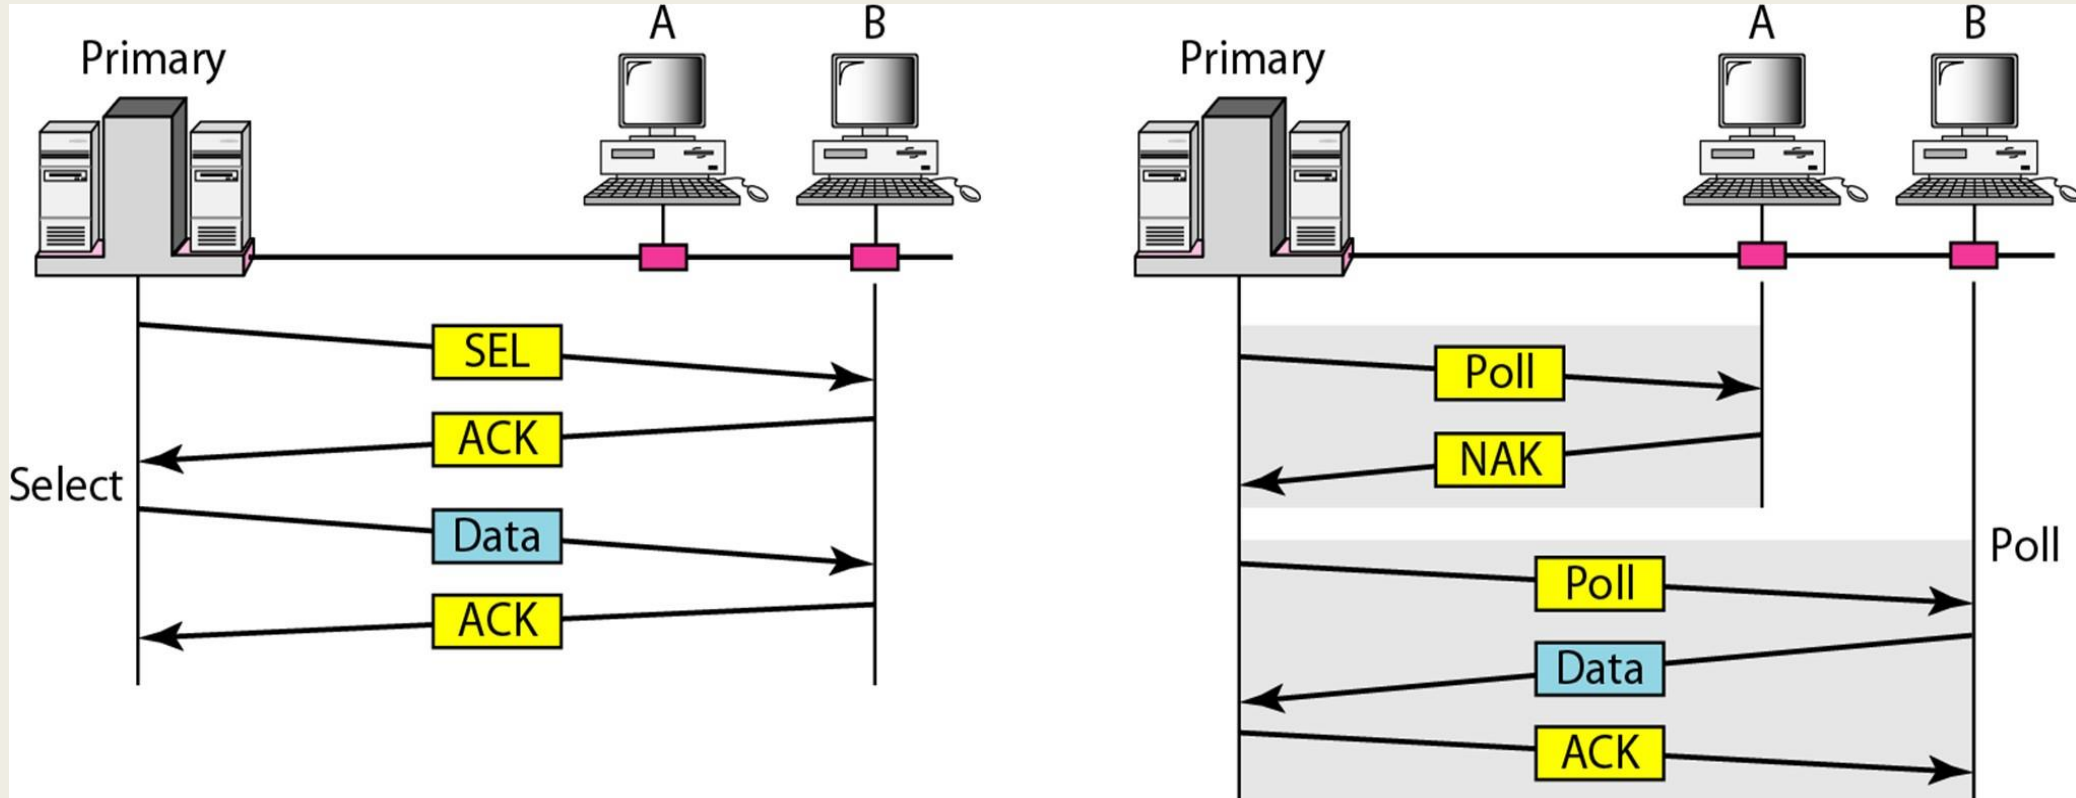 Primary
A
B
SEL
ACK
Select
Data
ACK
Primary
A
B
Poll
NAK
Poll
Poll
Data
ACK